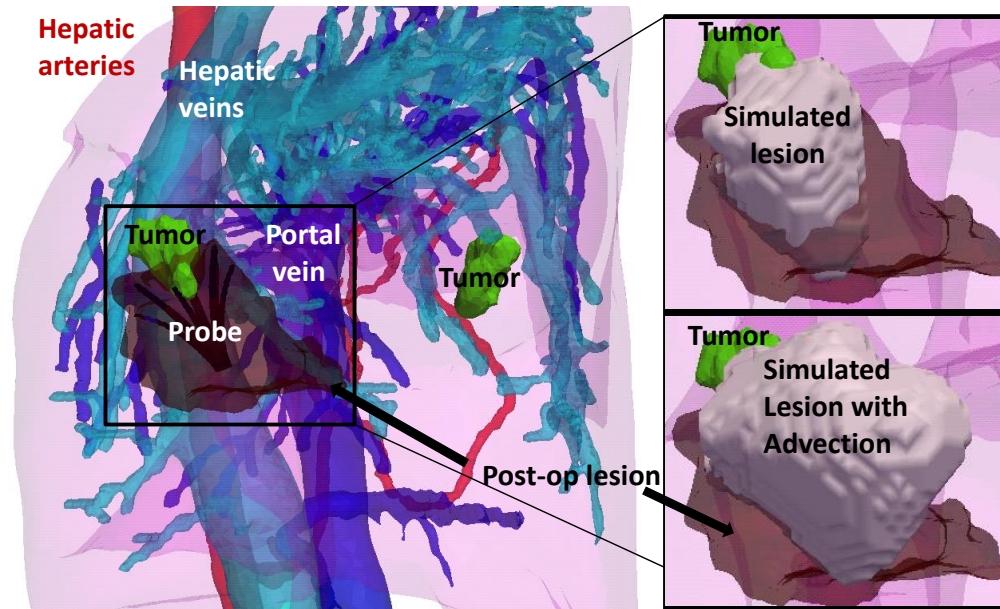 Hepatic
arteries
Hepatic
veins
Tumor
Portal
vein
Probe
Tumor
Post-op lesion
Tumor
Simulated
lesion
Tumor
Simulated
Lesion with
Advection